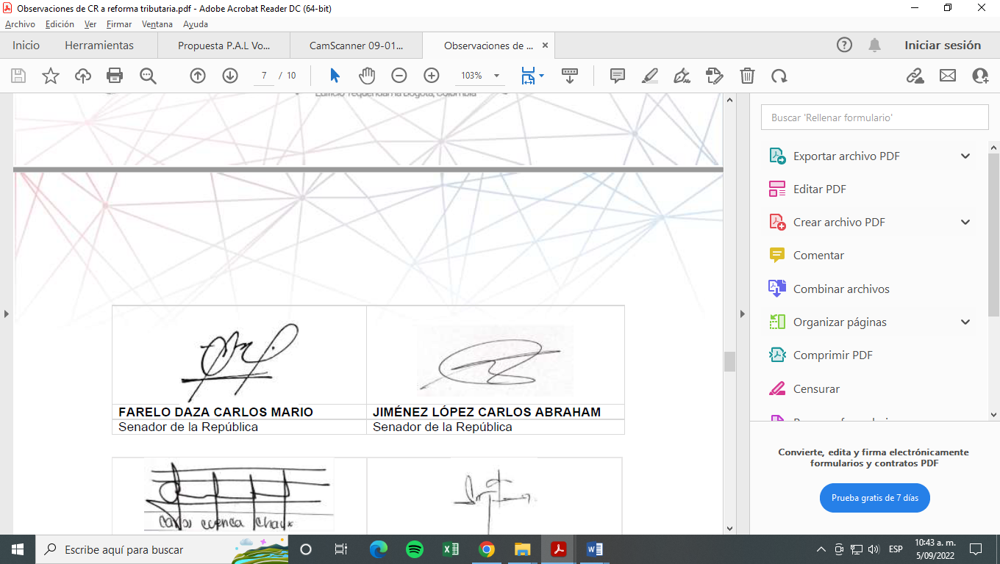 Observaciones de CR a reforma tributaria.pdf - Adobe Acrobat Reader DC (64-bit)
Archivo Edición Ver Firmar Ventana Ayuda
Inicio Herramientas Propuesta P.A.L Vo... CamScanner 09-01... Observaciones de ... × Iniciar sesión
7 / 10 103%
Edificio Tequendama Bogotá, Colombia
Buscar 'Rellenar formulario'
Exportar archivo PDF
Editar PDF
Crear archivo PDF
Comentar
Combinar archivos
Organizar páginas
Comprimir PDF
Censurar
Convierte, edita y firma electrónicamente
formularios y contratos PDF
Prueba gratis de 7 días
FARELO DAZA CARLOS MARIO JIMÉNEZ LÓPEZ CARLOS ABRAHAM
Senador de la República Senador de la República
Carlos Cuenca Chaux
Escribe aquí para buscar
ESP
10:43 a. m.
5/09/2022